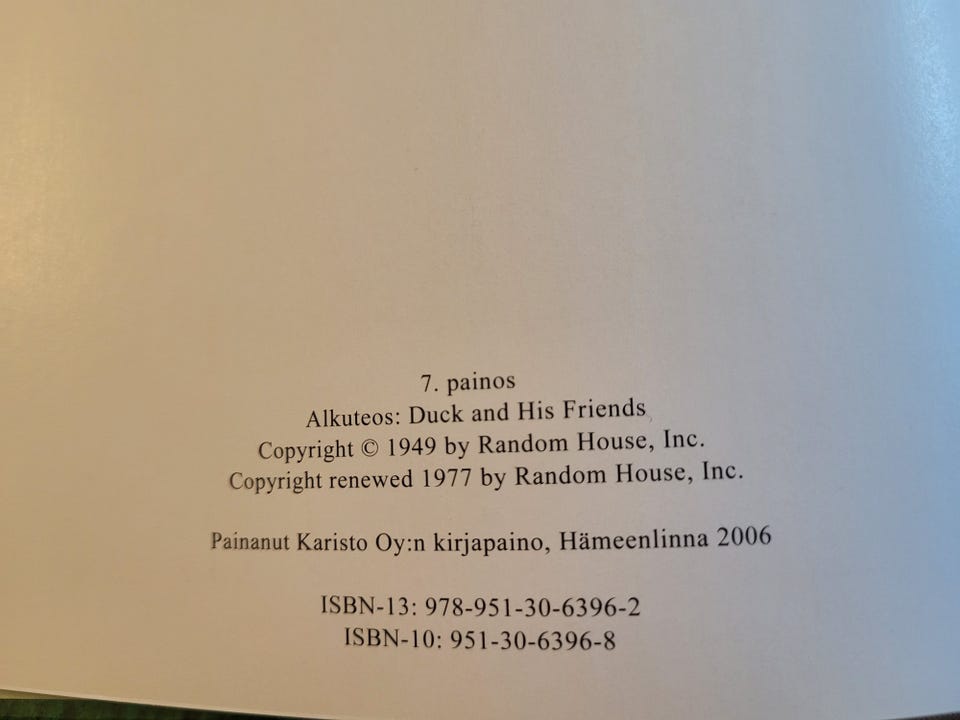 7. painos
Alkuteos: Duck and His Friends
Copyright © 1949 by Random House, Inc.
Copyright renewed 1977 by Random House, Inc.
Painanut Karisto Oy:n kirjapaino, Hämeenlinna 2006
ISBN-13: 978-951-30-6396-2
ISBN-10: 951-30-6396-8